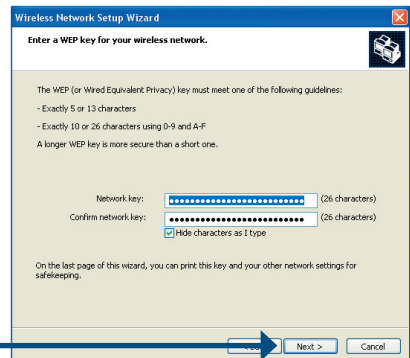 Wireless Network Setup Wizard
Enter a WEP key for your wireless network.
The WEP (or Wired Equivalent Privacy) key must meet one of the following guidelines:
- Exactly 5 or 13 characters
- Exactly 10 or 26 characters using 0-9 and A-F
A longer WEP key is more secure than a short one.
Network key: •••••••••••••••••••••••••• (26 characters)
Confirm network key: •••••••••••••••••••••••••• (26 characters)
Hide characters as I type
On the last page of this wizard, you can print this key and your other network settings for
safekeeping.
Next > Cancel